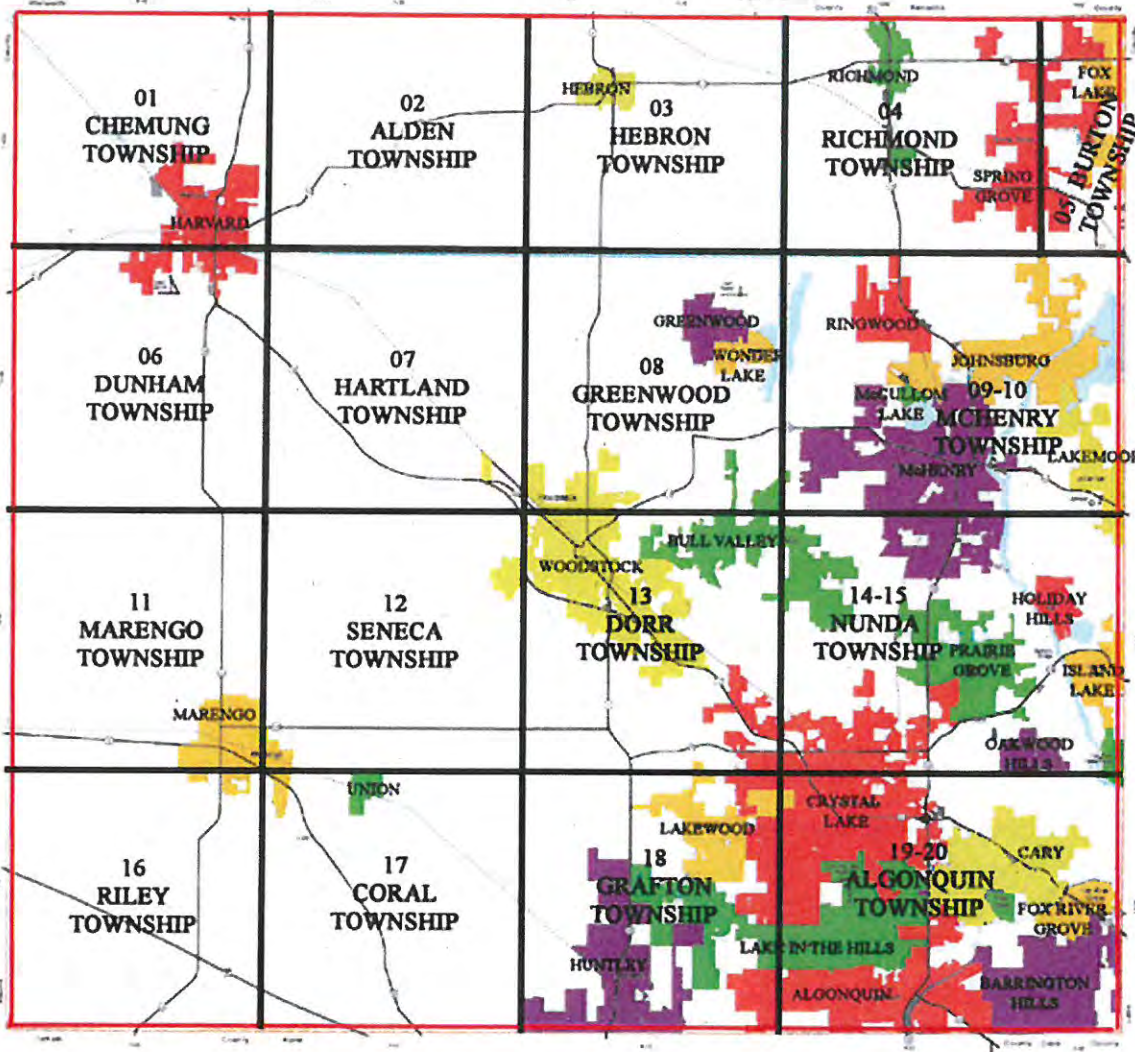 01
CHEMUNG
TOWNSHIP
HARVARD
02
ALDEN
TOWNSHIP
HEBRON
03
HEBRON
TOWNSHIP
RICHMOND
04
RICHMOND
TOWNSHIP
SPRING
GROVE
FOX
LAKE
05 BURTON
TOWNSHIP
06
DUNHAM
TOWNSHIP
07
HARTLAND
TOWNSHIP
GREENWOOD
WONDER
LAKE
08
GREENWOOD
TOWNSHIP
RINGWOOD
JOHNSBURG
McCULLOM
LAKE
09-10
MCHENRY
TOWNSHIP
McHENRY
LAKEMOOR
11
MARENGO
TOWNSHIP
MARENGO
12
SENECA
TOWNSHIP
WOODSTOCK
BULL VALLEY
13
DORR
TOWNSHIP
14-15
NUNDA
TOWNSHIP
HOLIDAY
HILLS
PRAIRIE
GROVE
ISLAND
LAKE
OAKWOOD
HILLS
16
RILEY
TOWNSHIP
UNION
17
CORAL
TOWNSHIP
LAKEWOOD
CRYSTAL
LAKE
18
GRAFTON
TOWNSHIP
HUNTLEY
19-20
ALGONQUIN
TOWNSHIP
CARY
FOX RIVER
GROVE
LAKE IN THE HILLS
ALGONQUIN
BARRINGTON
HILLS